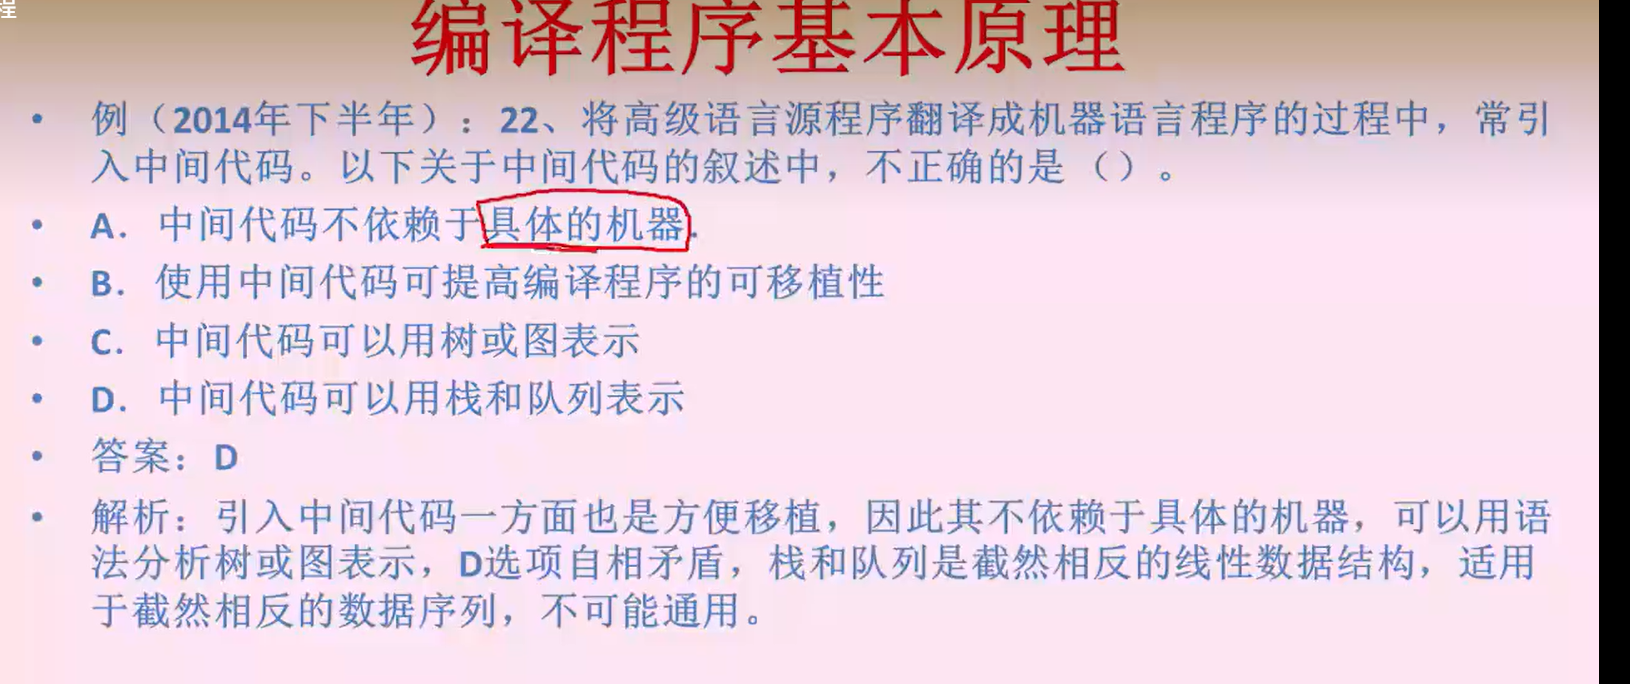 程
编译程序基本原理
• 例（2014年下半年）：22、将高级语言源程序翻译成机器语言程序的过程中，常引
入中间代码。以下关于中间代码的叙述中，不正确的是（）。
• A. 中间代码不依赖于具体的机器.
• B. 使用中间代码可提高编译程序的可移植性
• C. 中间代码可以用树或图表示
• D. 中间代码可以用栈和队列表示
• 答案：D
• 解析：引入中间代码一方面也是方便移植，因此其不依赖于具体的机器，可以用语
法分析树或图表示，D选项自相矛盾，栈和队列是截然相反的线性数据结构，适用
于截然相反的数据序列，不可能通用。